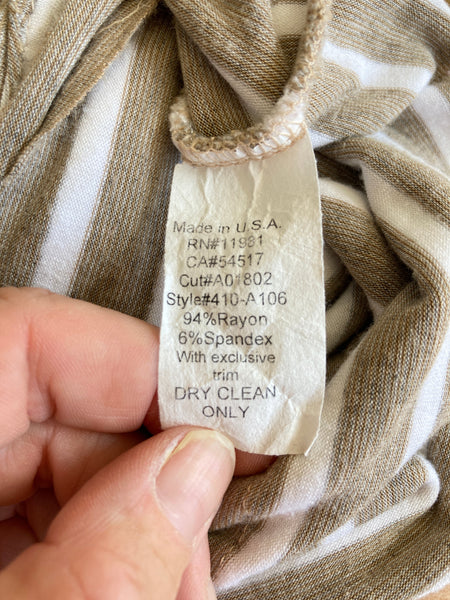 Made in U.S.A.
RN#11931
CA#54517
Cut#A01802
Style#410-A106
94%Rayon
6%Spandex
With exclusive
trim
DRY CLEAN
ONLY